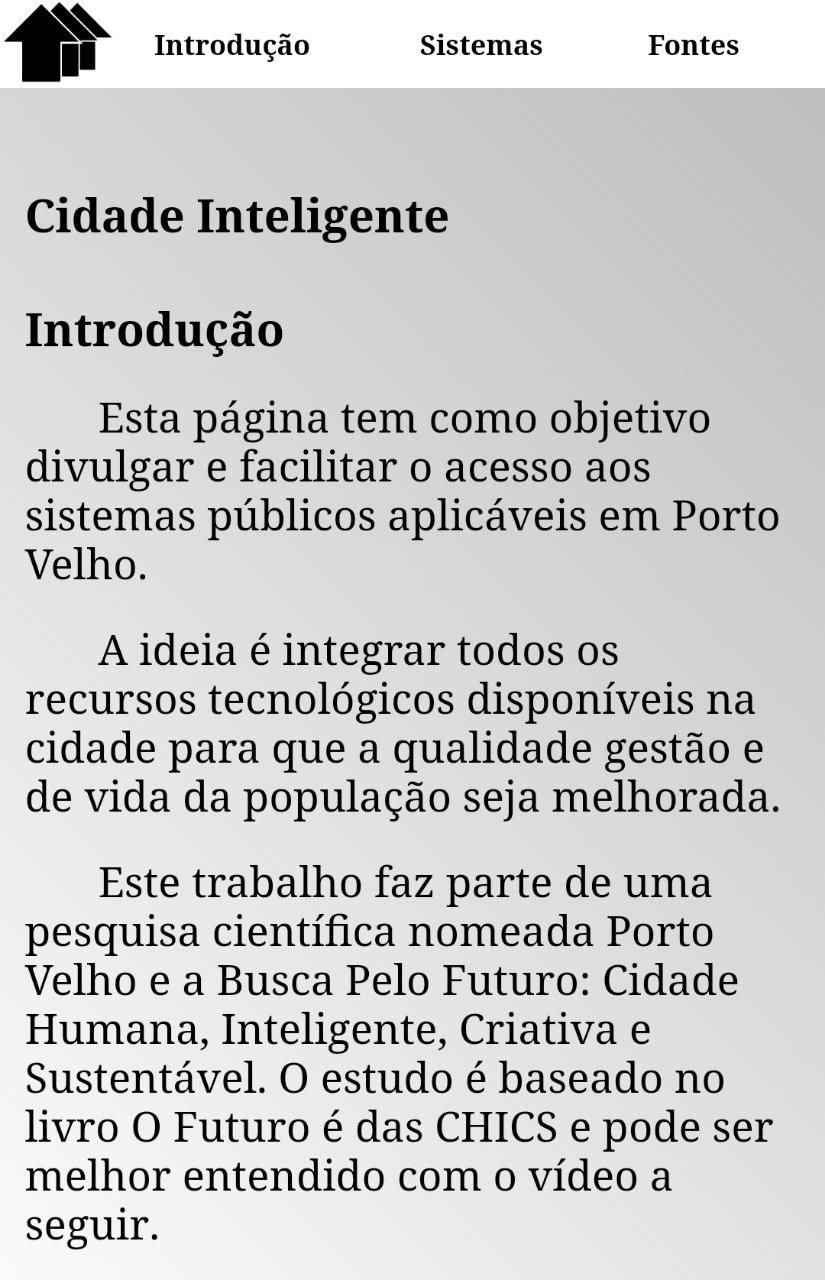 Introdução Sistemas Fontes
Cidade Inteligente
Introdução
Esta página tem como objetivo
divulgar e facilitar o acesso aos
sistemas públicos aplicáveis em Porto
Velho.
A ideia é integrar todos os
recursos tecnológicos disponíveis na
cidade para que a qualidade gestão e
de vida da população seja melhorada.
Este trabalho faz parte de uma
pesquisa científica nomeada Porto
Velho e a Busca Pelo Futuro: Cidade
Humana, Inteligente, Criativa e
Sustentável. O estudo é baseado no
livro O Futuro é das CHICS e pode ser
melhor entendido com o vídeo a
seguir.